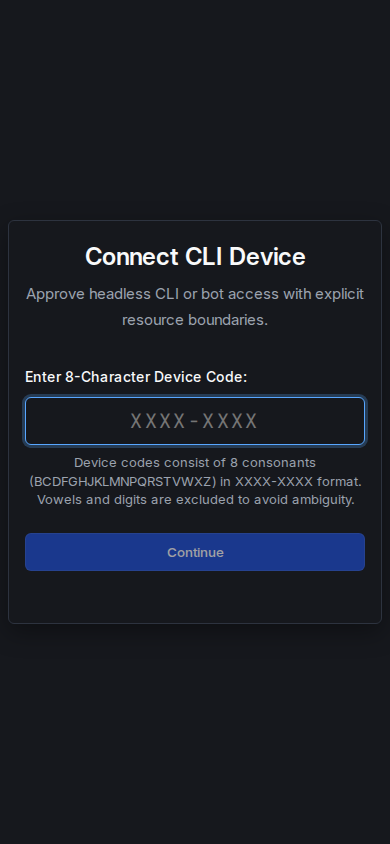 Connect CLI Device
Approve headless CLI or bot access with explicit
resource boundaries.
Enter 8-Character Device Code:
XXXX-XXXX
Device codes consist of 8 consonants
(BCDFGHJKLMNPQRSTVWXZ) in XXXX-XXXX format.
Vowels and digits are excluded to avoid ambiguity.
Continue